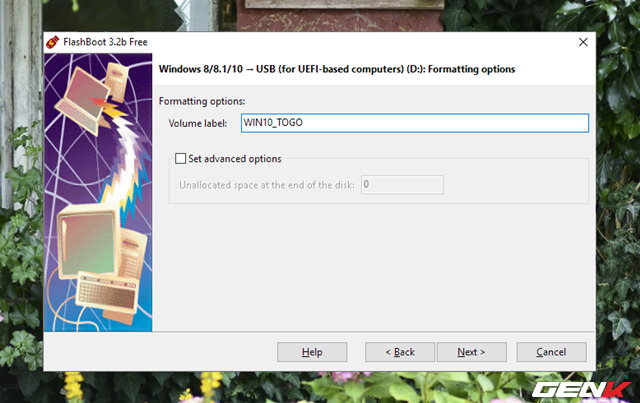 FlashBoot 3.2b Free
Windows 8/8.1/10 → USB (for UEFI-based computers) (D:): Formatting options
Formatting options:
Volume label: WIN10_TOGO
Set advanced options
Unallocated space at the end of the disk: 0
Help < Back Next > Cancel
GENK